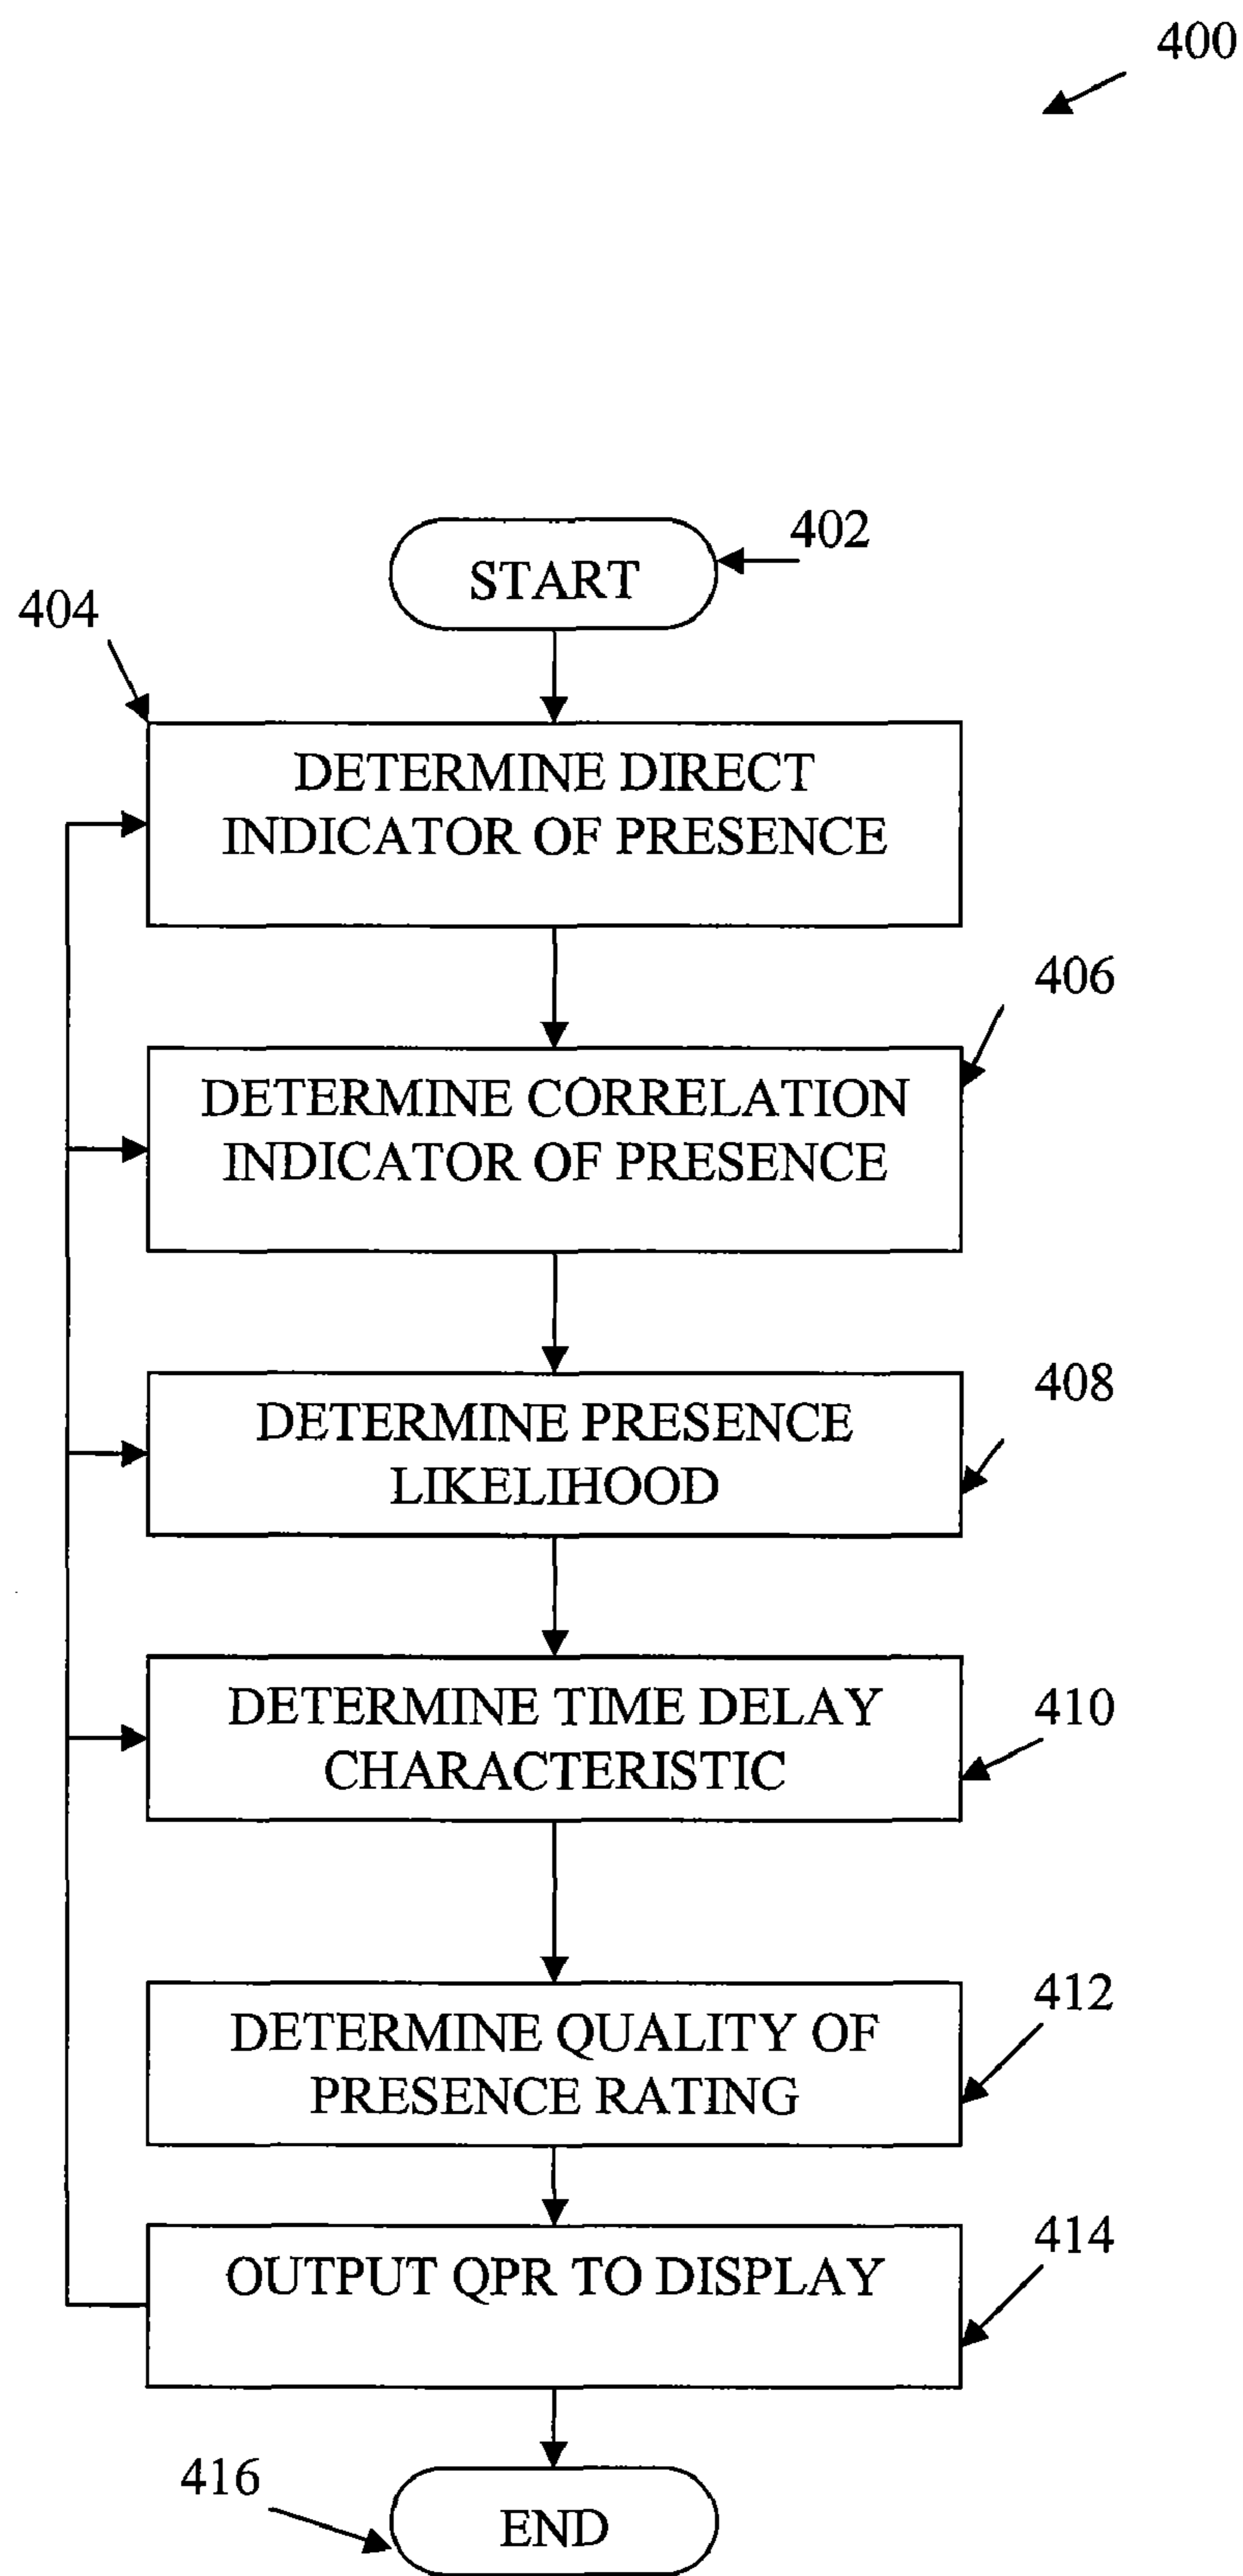 400
402
START
404
DETERMINE DIRECT
INDICATOR OF PRESENCE
406
DETERMINE CORRELATION
INDICATOR OF PRESENCE
408
DETERMINE PRESENCE
LIKELIHOOD
DETERMINE TIME DELAY
CHARACTERISTIC
410
412
DETERMINE QUALITY OF
PRESENCE RATING
414
OUTPUT QPR TO DISPLAY
416
END